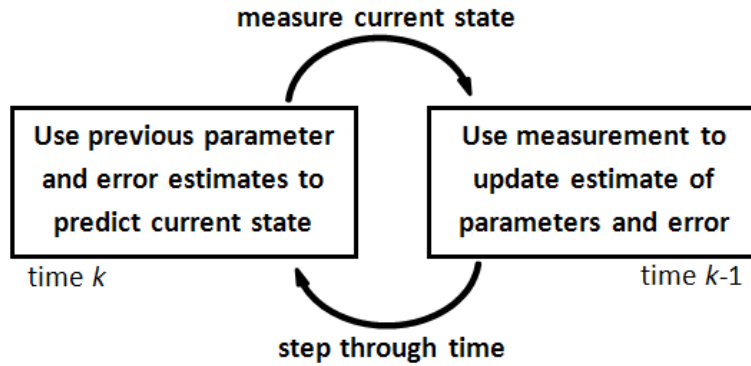 measure current state
Use previous parameter
and error estimates to
predict current state
time k
Use measurement to
update estimate of
parameters and error
time k-1
step through time